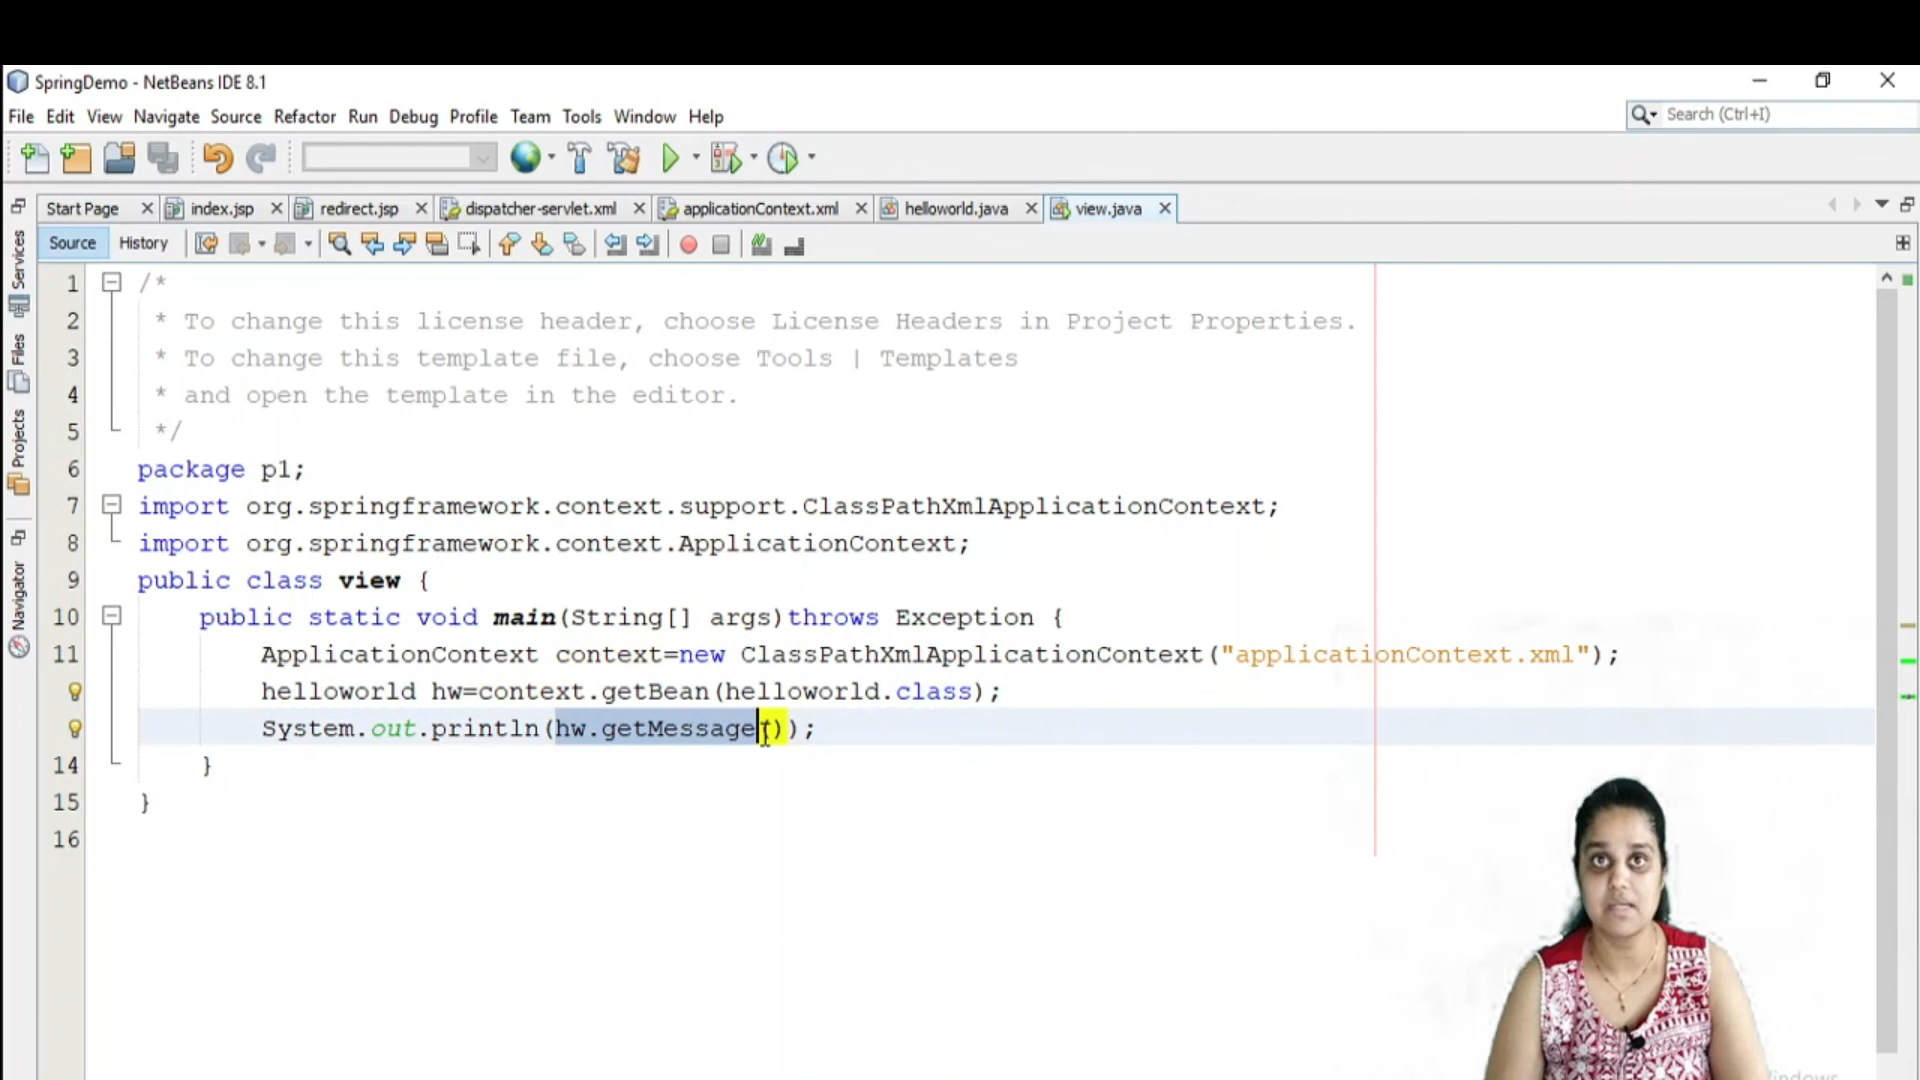 SpringDemo - NetBeans IDE 8.1
File Edit View Navigate Source Refactor Run Debug Profile Team Tools Window Help
Search (Ctrl+I)
Start Page index.jsp redirect.jsp dispatcher-servlet.xml applicationContext.xml helloworld.java view.java
Source History
Services
Files
Projects
Navigator
1 /*
2 * To change this license header, choose License Headers in Project Properties.
3 * To change this template file, choose Tools | Templates
4 * and open the template in the editor.
5 */
6 package p1;
7 import org.springframework.context.support.ClassPathXmlApplicationContext;
8 import org.springframework.context.ApplicationContext;
9 public class view {
10 public static void main(String[] args)throws Exception {
11 ApplicationContext context=new ClassPathXmlApplicationContext("applicationContext.xml");
helloworld hw=context.getBean(helloworld.class);
System.out.println(hw.getMessage());
14 }
15 }
16